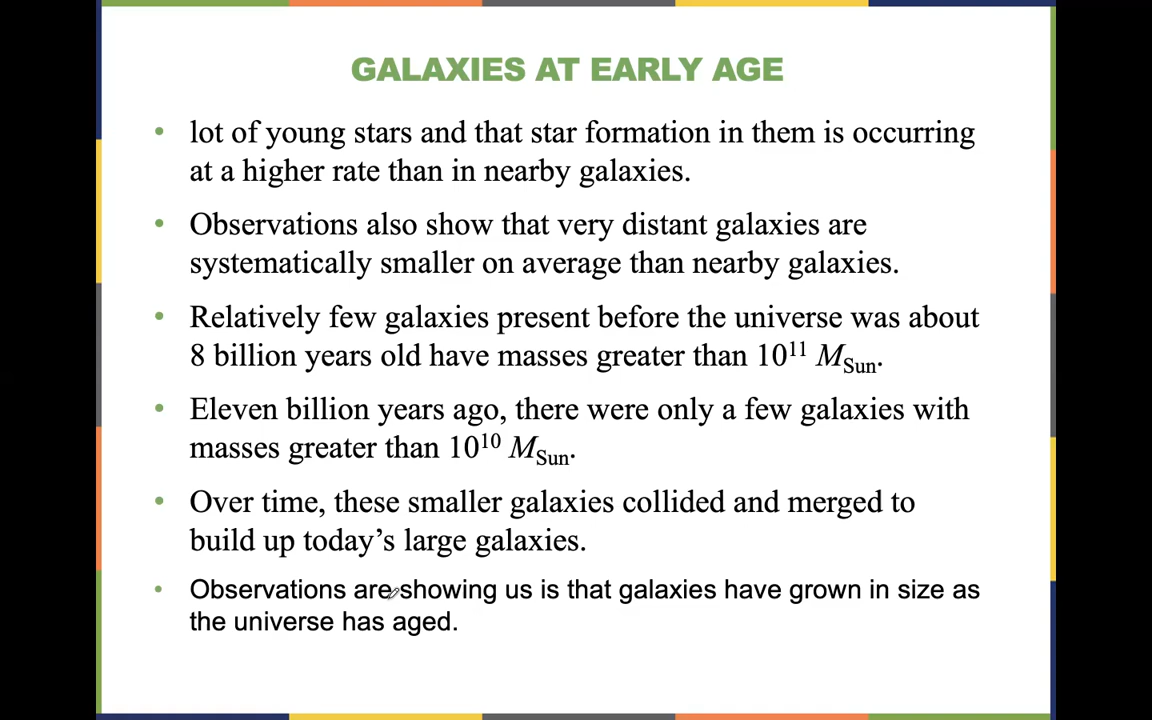 GALAXIES AT EARLY AGE
• lot of young stars and that star formation in them is occurring
at a higher rate than in nearby galaxies.
• Observations also show that very distant galaxies are
systematically smaller on average than nearby galaxies.
• Relatively few galaxies present before the universe was about
8 billion years old have masses greater than 10¹¹ M_Sun.
• Eleven billion years ago, there were only a few galaxies with
masses greater than 10¹⁰ M_Sun.
• Over time, these smaller galaxies collided and merged to
build up today’s large galaxies.
• Observations are showing us is that galaxies have grown in size as
the universe has aged.